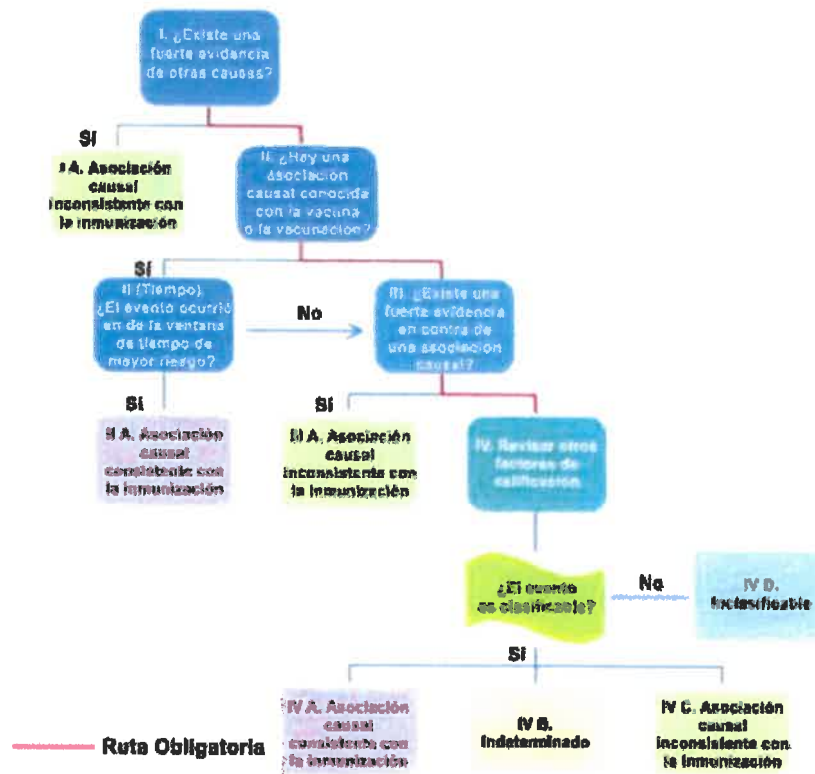 I. ¿Existe una
fuerte evidencia
de otras causas?
Sí
I A. Asociación
causal
inconsistente con
la inmunización
II. ¿Hay una
asociación
causal conocida
con la vacuna
o la vacunación?
Sí
II (Tiempo)
¿El evento ocurrió
en de la ventana
de tiempo de
mayor riesgo?
No
III. ¿Existe una
fuerte evidencia
en contra de
una asociación
causal?
Sí
II A. Asociación
causal
consistente con
la inmunización
Sí
III A. Asociación
causal
inconsistente con
la inmunización
IV. Revisar otros
factores de
calificación
¿El evento
es clasificable?
No
IV D.
Inclasificable
Sí
IV A. Asociación
causal
consistente con
la inmunización
IV B.
Indeterminado
IV C. Asociación
causal
inconsistente con
la inmunización
Ruta Obligatoria